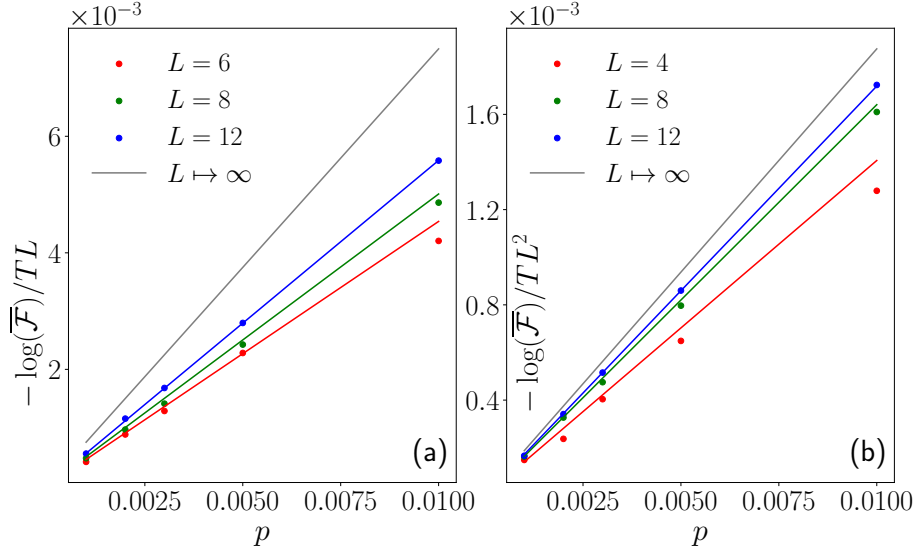 ×10⁻³
L = 6
L = 8
L = 12
L ↦ ∞
6
4
2
− log(ℱ̅)/TL
(a)
0.0025 0.0050 0.0075 0.0100
p
×10⁻³
L = 4
L = 8
L = 12
L ↦ ∞
1.6
1.2
0.8
0.4
− log(ℱ̅)/TL²
(b)
0.0025 0.0050 0.0075 0.0100
p